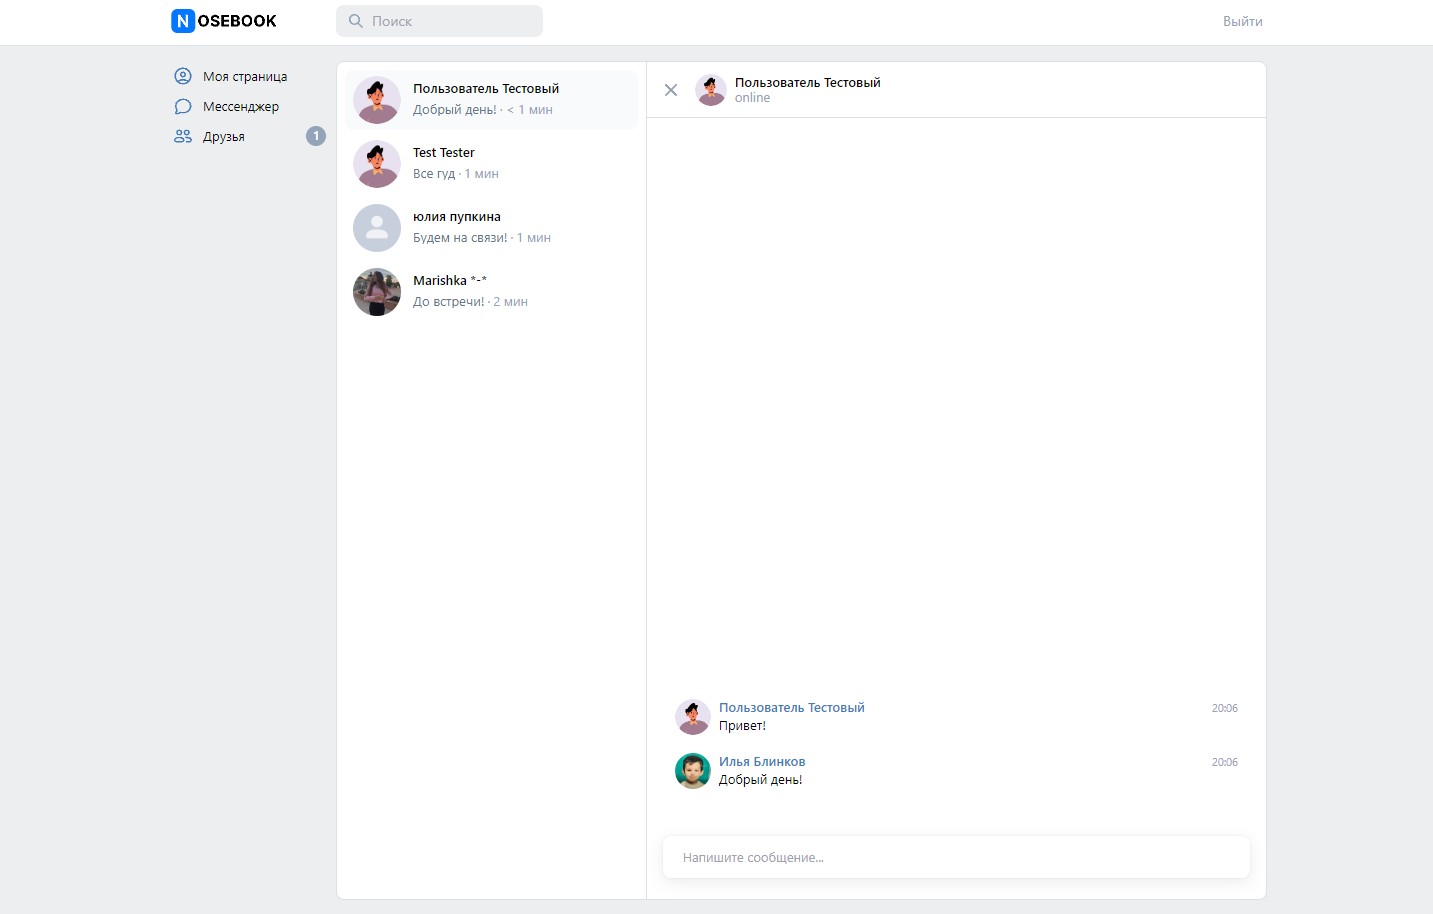 NOSEBOOK
Поиск
Выйти
Моя страница
Мессенджер
Друзья
1
Пользователь Тестовый
Добрый день! · < 1 мин
Test Tester
Все гуд · 1 мин
юлия пупкина
Будем на связи! · 1 мин
Marishka *-*
До встречи! · 2 мин
Пользователь Тестовый
online
Пользователь Тестовый
20:06
Привет!
Илья Блинков
20:06
Добрый день!
Напишите сообщение...